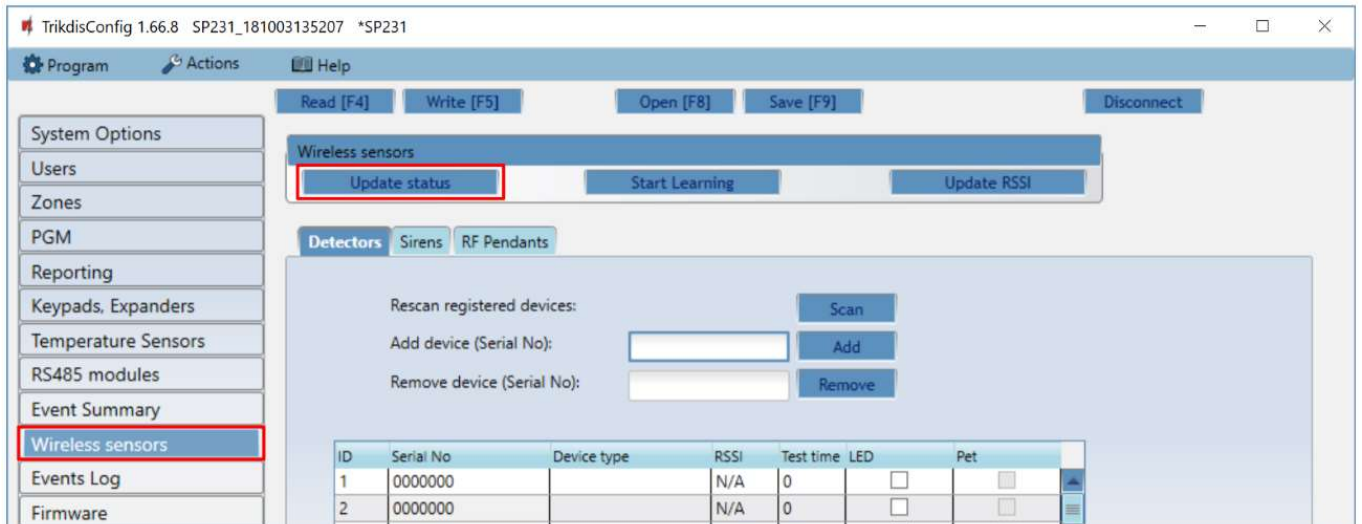 TrikdisConfig 1.66.8 SP231_181003135207 *SP231
Program Actions Help
Read [F4] Write [F5] Open [F8] Save [F9] Disconnect
System Options
Users
Zones
PGM
Reporting
Keypads, Expanders
Temperature Sensors
RS485 modules
Event Summary
Wireless sensors
Events Log
Firmware
Wireless sensors
Update status Start Learning Update RSSI
Detectors Sirens RF Pendants
Rescan registered devices: Scan
Add device (Serial No): Add
Remove device (Serial No): Remove
ID Serial No Device type RSSI Test time LED Pet
1 0000000 N/A 0
2 0000000 N/A 0